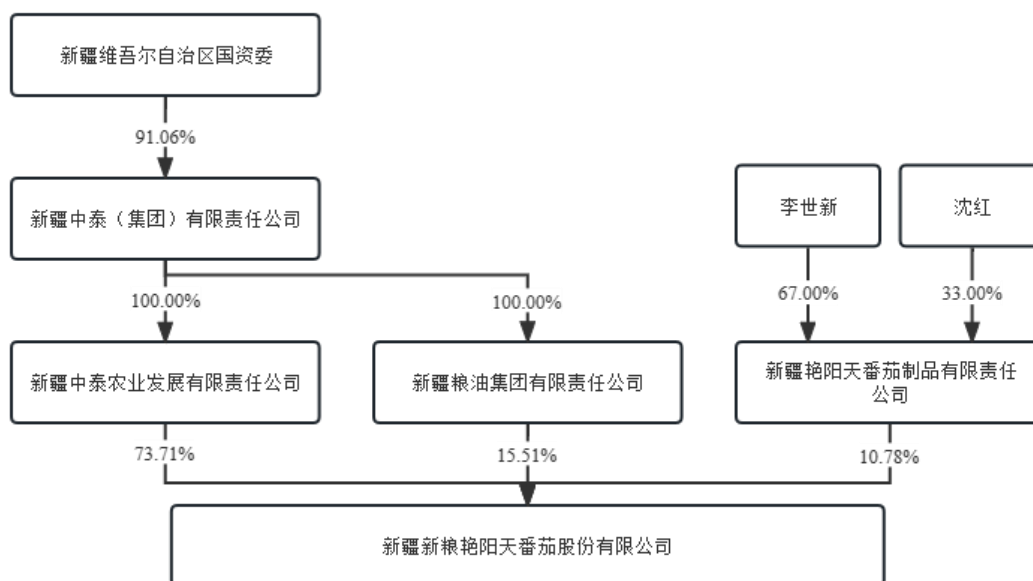 新疆维吾尔自治区国资委
91.06%
新疆中泰（集团）有限责任公司
李世新
沈红
100.00%
100.00%
67.00%
33.00%
新疆中泰农业发展有限责任公司
新疆粮油集团有限责任公司
新疆艳阳天番茄制品有限责任
公司
73.71%
15.51%
10.78%
新疆新粮艳阳天番茄股份有限公司